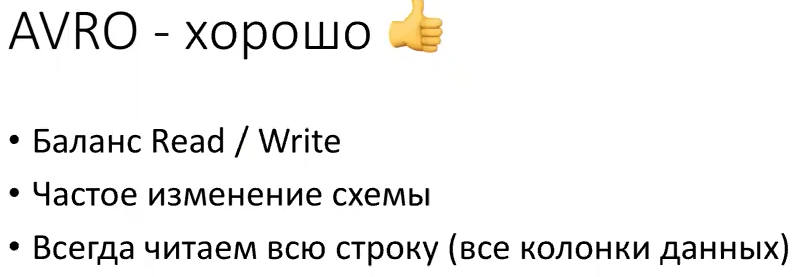 AVRO - хорошо 👍
• Баланс Read / Write
• Частое изменение схемы
• Всегда читаем всю строку (все колонки данных)